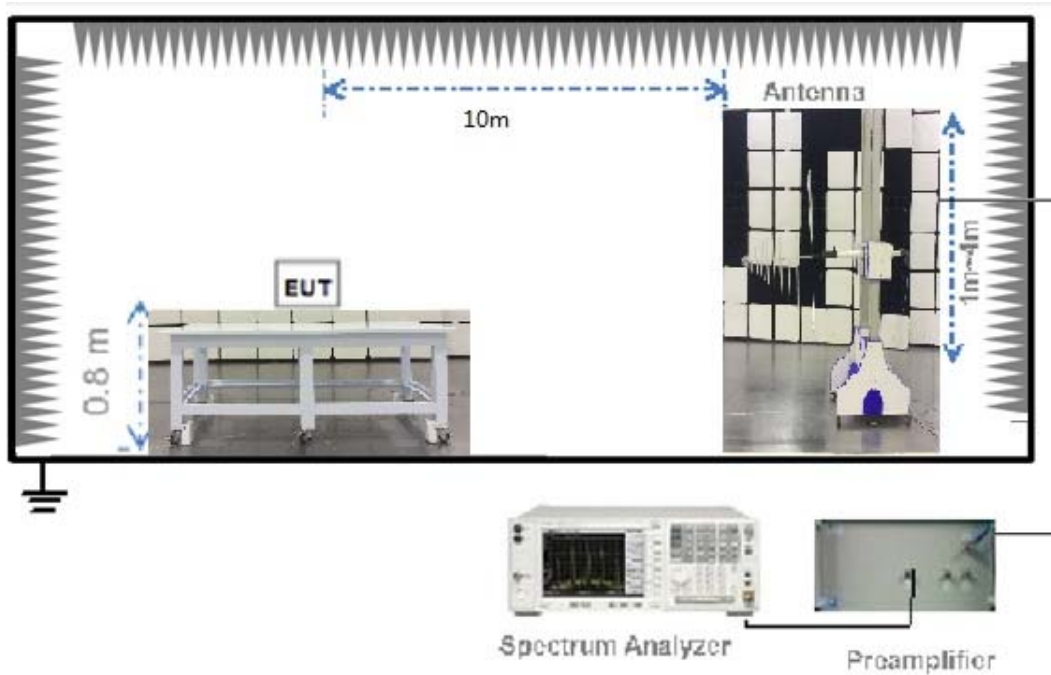 Antenna
10m
1m~4m
EUT
0.8 m
Spectrum Analyzer
Preamplifier